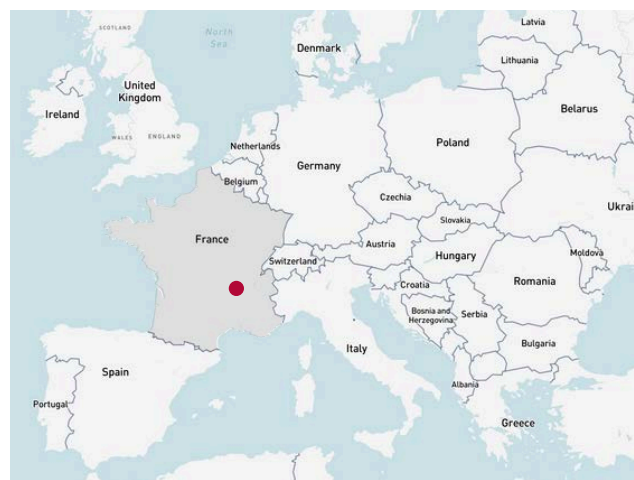 SCOTLAND
North
Sea
Latvia
Denmark
Lithuania
United
Kingdom
Ireland
Belarus
WALES
ENGLAND
Netherlands
Poland
Germany
Belgium
Czechia
Ukrai
Slovakia
France
Austria
Hungary
Moldova
Switzerland
Romania
Croatia
Bosnia and
Herzegovina
Serbia
Bulgaria
Italy
Spain
Albania
Portugal
Greece